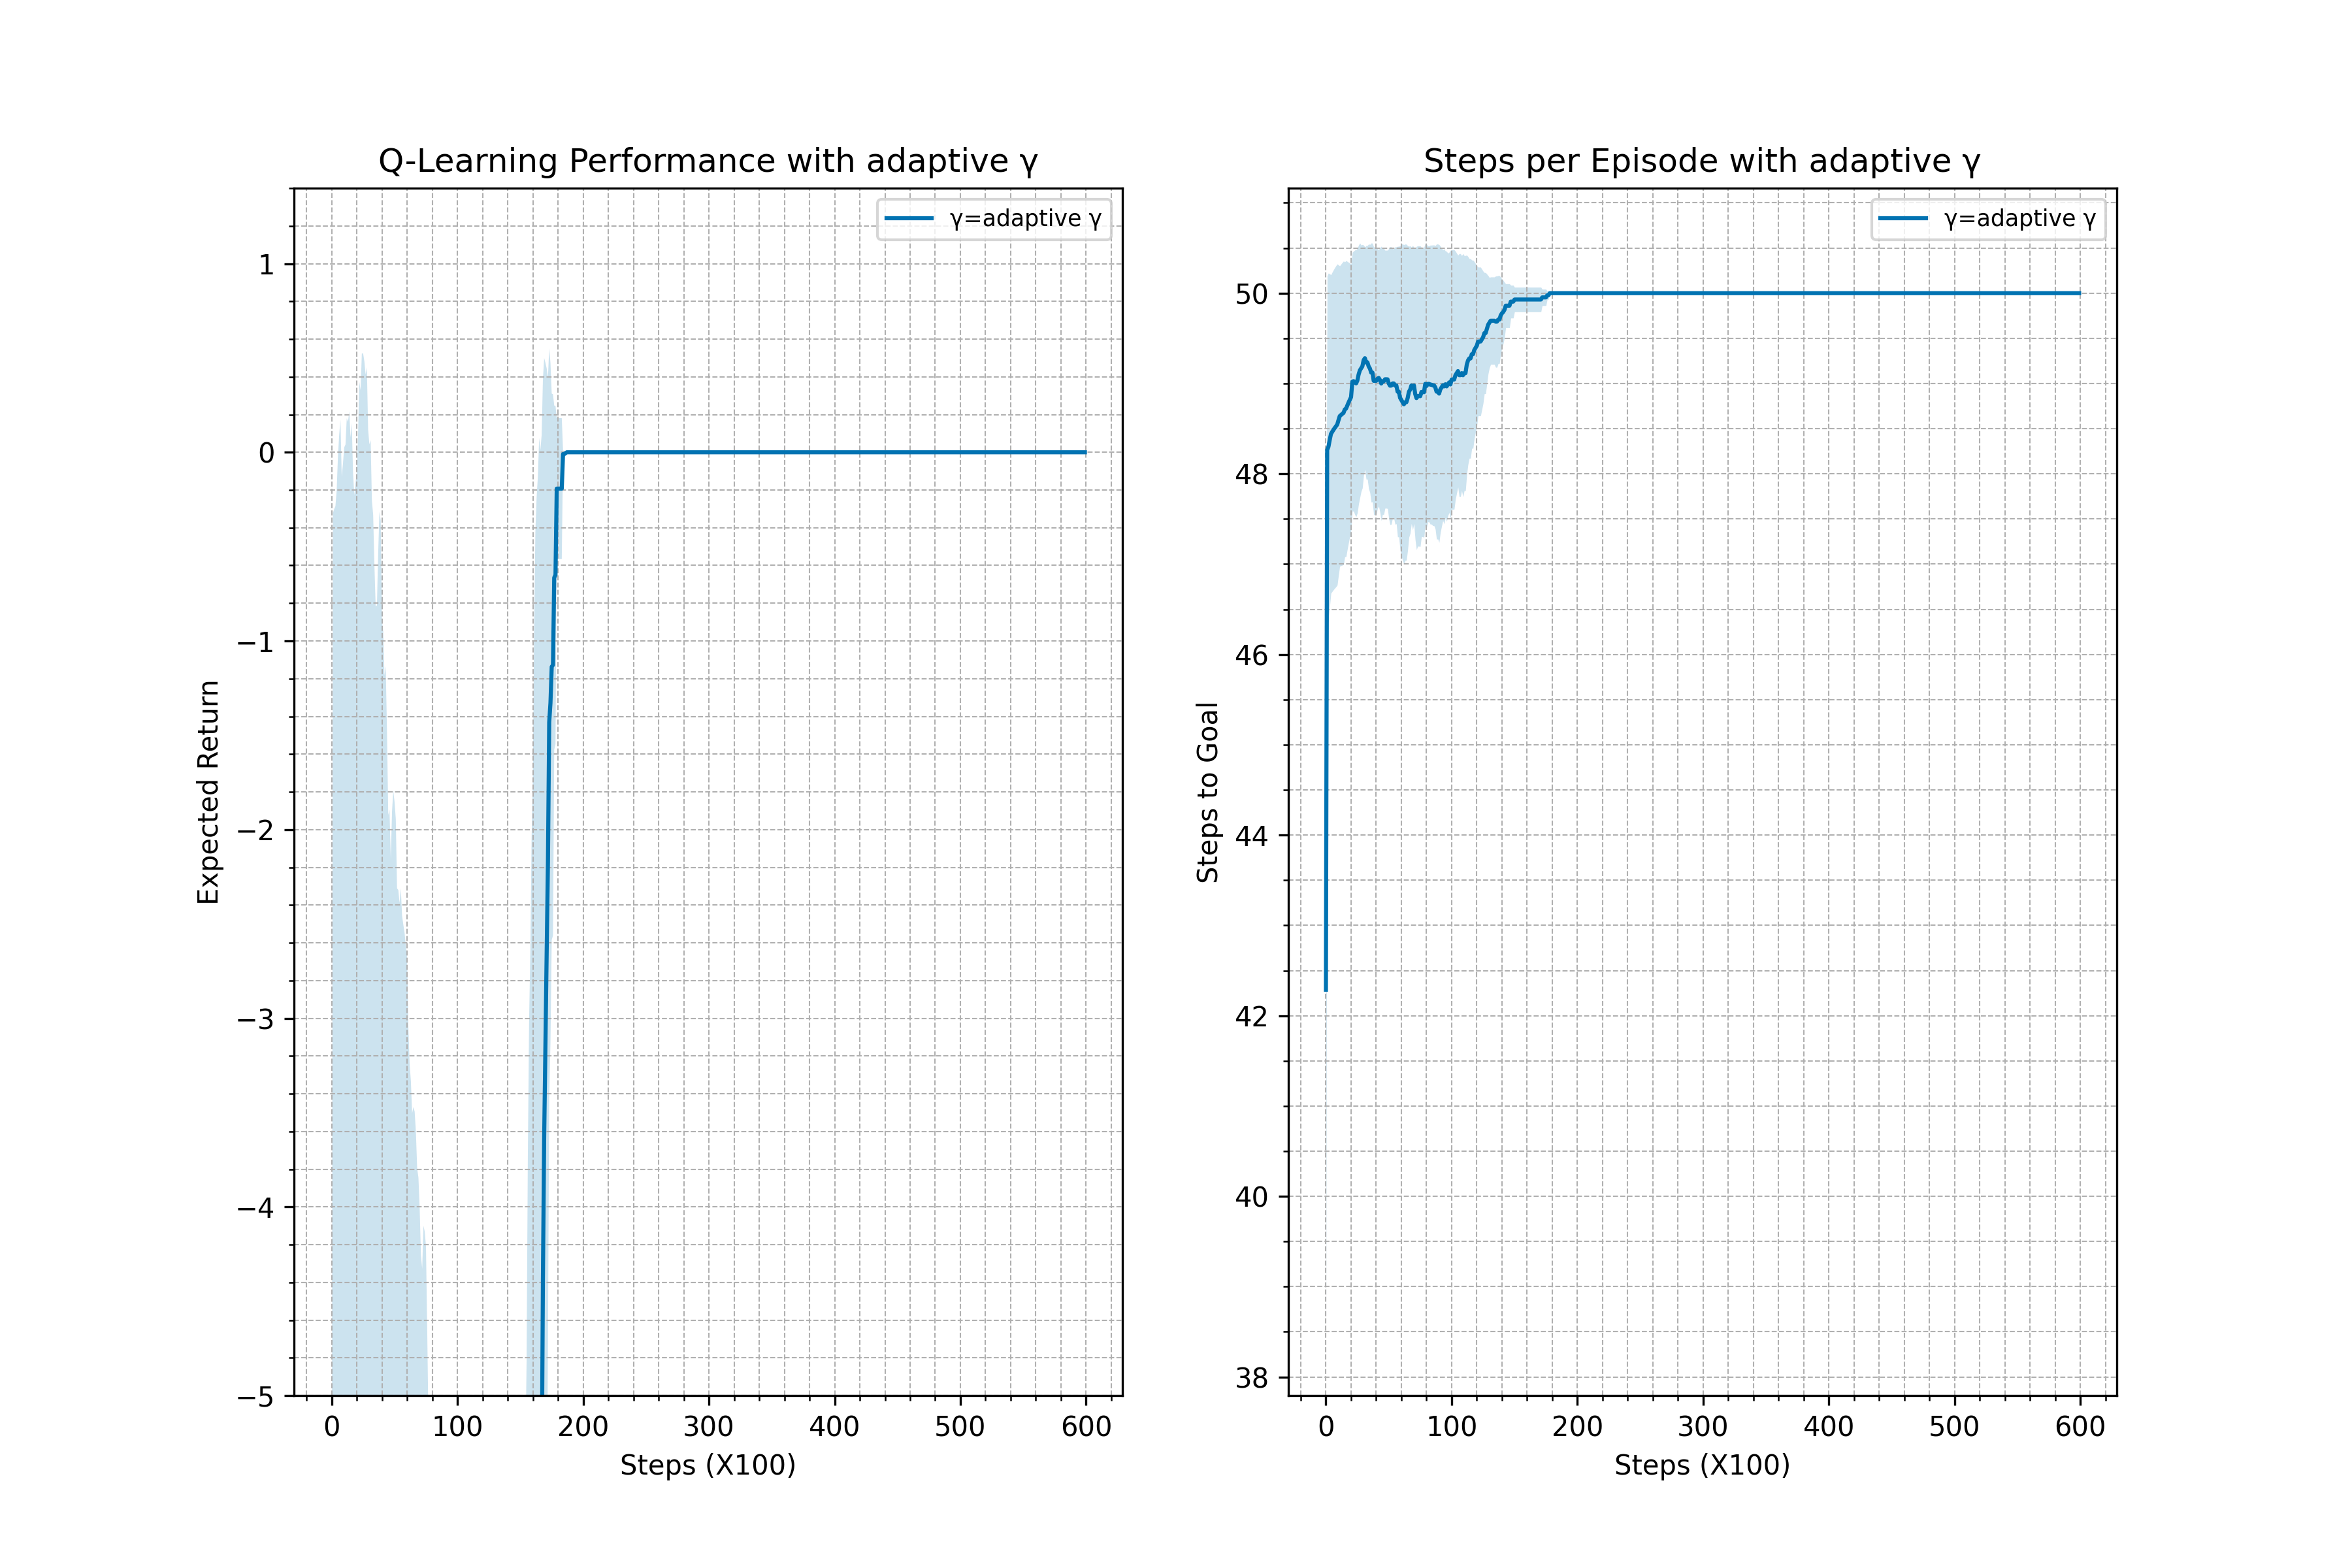 Q-Learning Performance with adaptive γ
γ=adaptive γ
1
0
−1
−2
−3
−4
−5
Expected Return
0 100 200 300 400 500 600
Steps (X100)
Steps per Episode with adaptive γ
γ=adaptive γ
50
48
46
44
42
40
38
Steps to Goal
0 100 200 300 400 500 600
Steps (X100)